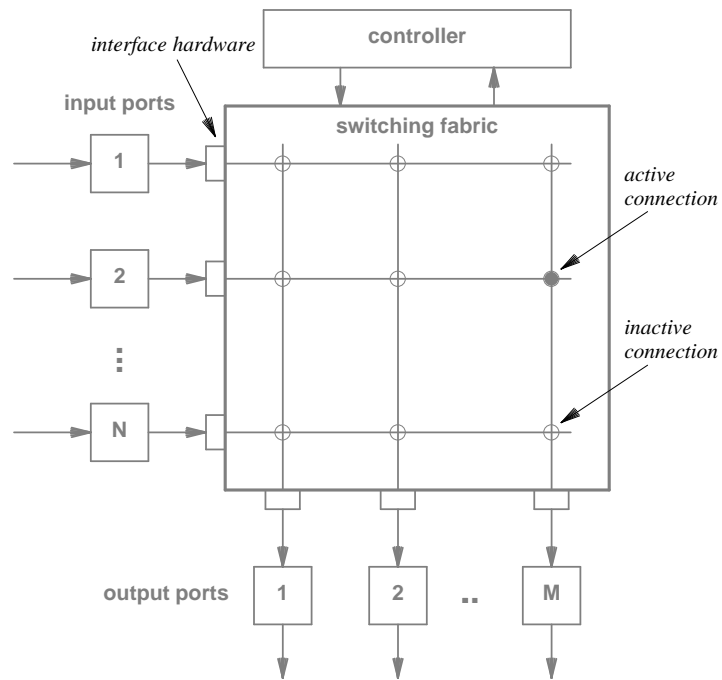 controller
interface hardware
input ports
switching fabric
1
active
connection
2
⋮
inactive
connection
N
output ports
1
2
..
M